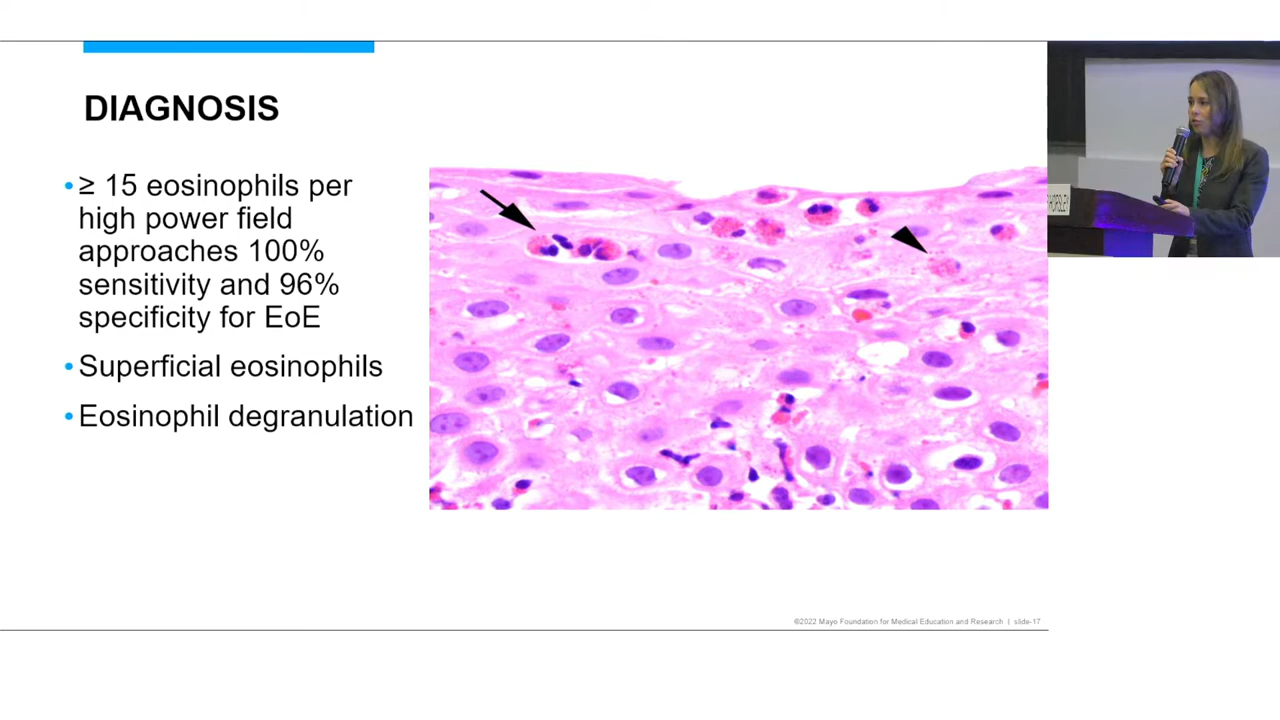 DIAGNOSIS
• ≥ 15 eosinophils per
high power field
approaches 100%
sensitivity and 96%
specificity for EoE
• Superficial eosinophils
• Eosinophil degranulation
HORSLEY
©2022 Mayo Foundation for Medical Education and Research | slide-17